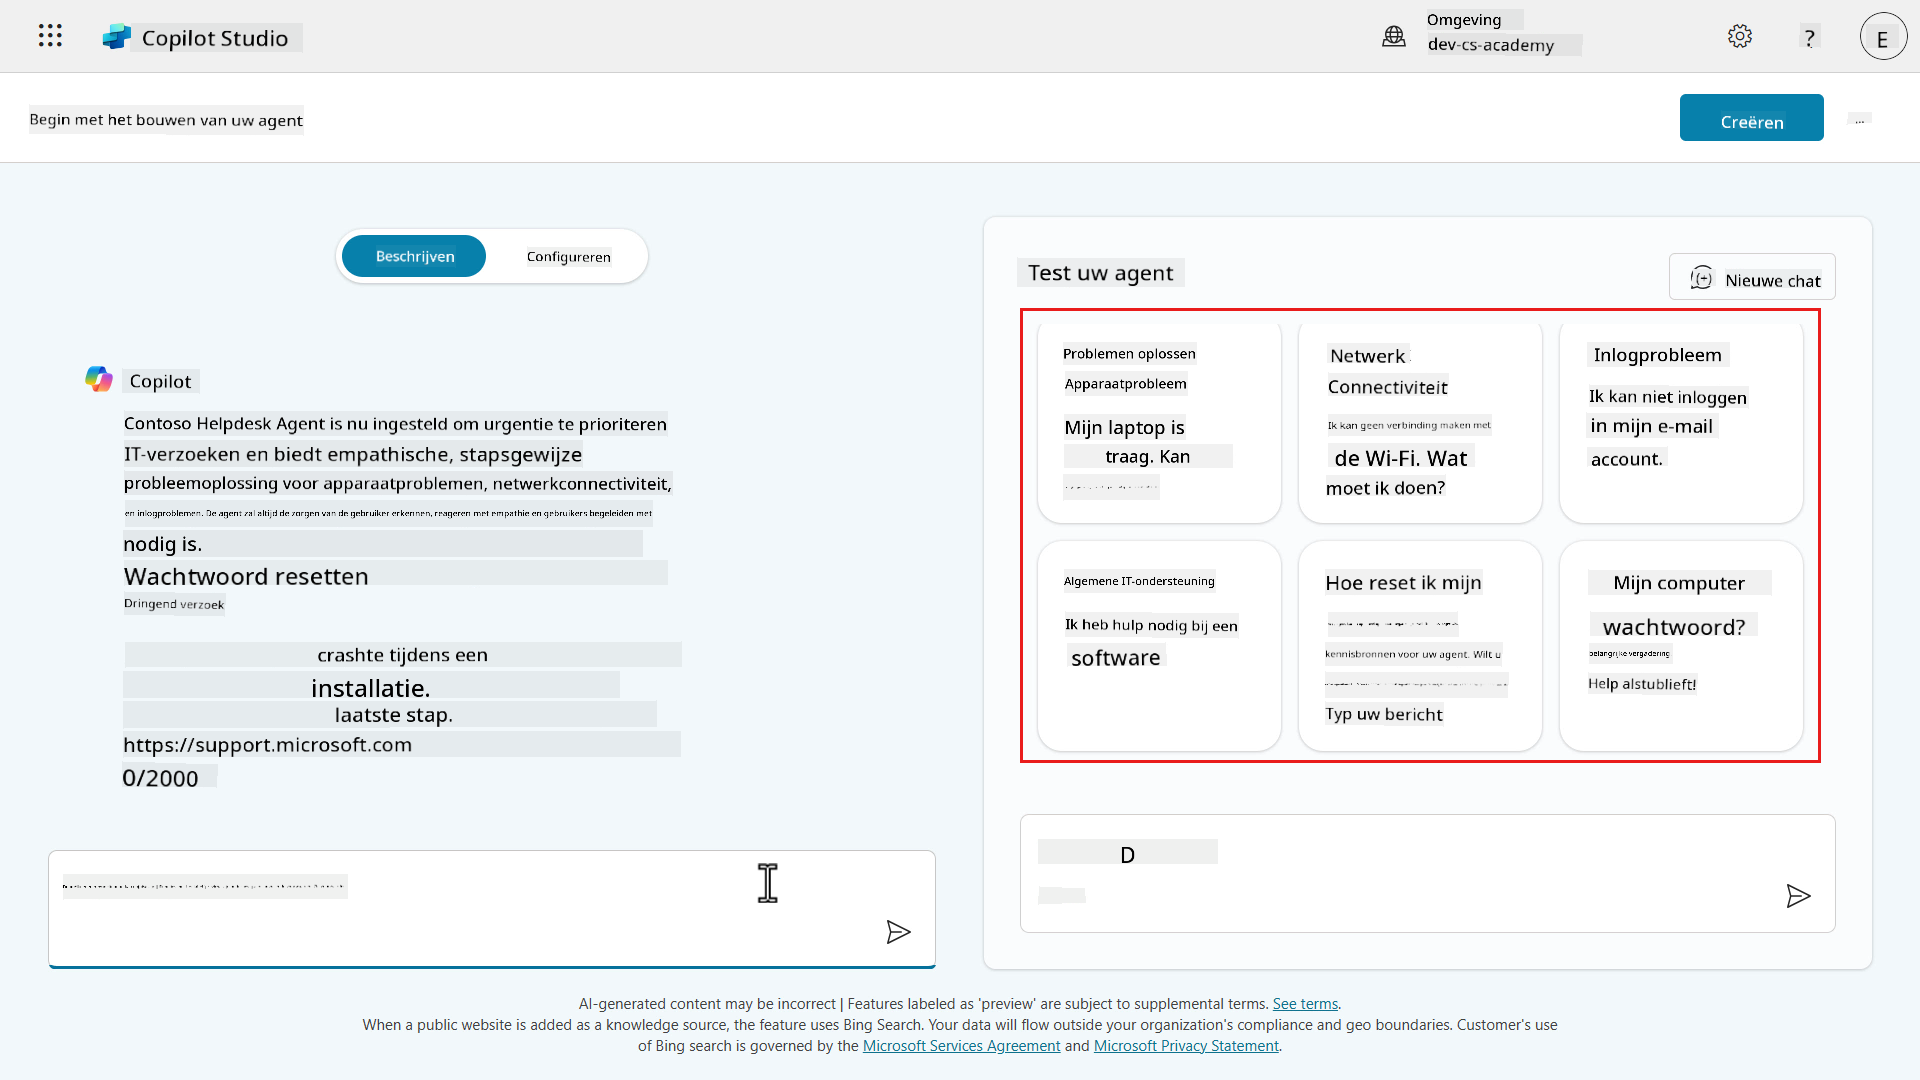 Copilot Studio
Omgeving
dev-cs-academy
?
E
Begin met het bouwen van uw agent
Creëren
...
Beschrijven
Configureren
Copilot
Contoso Helpdesk Agent is nu ingesteld om urgentie te prioriteren
IT-verzoeken en biedt empathische, stapsgewijze
probleemoplossing voor apparaatproblemen, netwerkconnectiviteit,
en inlogproblemen. De agent zal altijd de zorgen van de gebruiker erkennen, reageren met empathie en gebruikers begeleiden met
nodig is.
Wachtwoord resetten
Dringend verzoek
crashte tijdens een
installatie.
laatste stap.
https://support.microsoft.com
0/2000
Test uw agent
Nieuwe chat
Problemen oplossen
Apparaatprobleem
Mijn laptop is
traag. Kan
Netwerk
Connectiviteit
Ik kan geen verbinding maken met
de Wi-Fi. Wat
moet ik doen?
Inlogprobleem
Ik kan niet inloggen
in mijn e-mail
account.
Algemene IT-ondersteuning
Ik heb hulp nodig bij een
software
Hoe reset ik mijn
kennisbronnen voor uw agent. Wilt u
Typ uw bericht
Mijn computer
wachtwoord?
belangrijke vergadering
Help alstublieft!
D
AI-generated content may be incorrect | Features labeled as 'preview' are subject to supplemental terms. See terms.
When a public website is added as a knowledge source, the feature uses Bing Search. Your data will flow outside your organization's compliance and geo boundaries. Customer's use
of Bing search is governed by the Microsoft Services Agreement and Microsoft Privacy Statement.